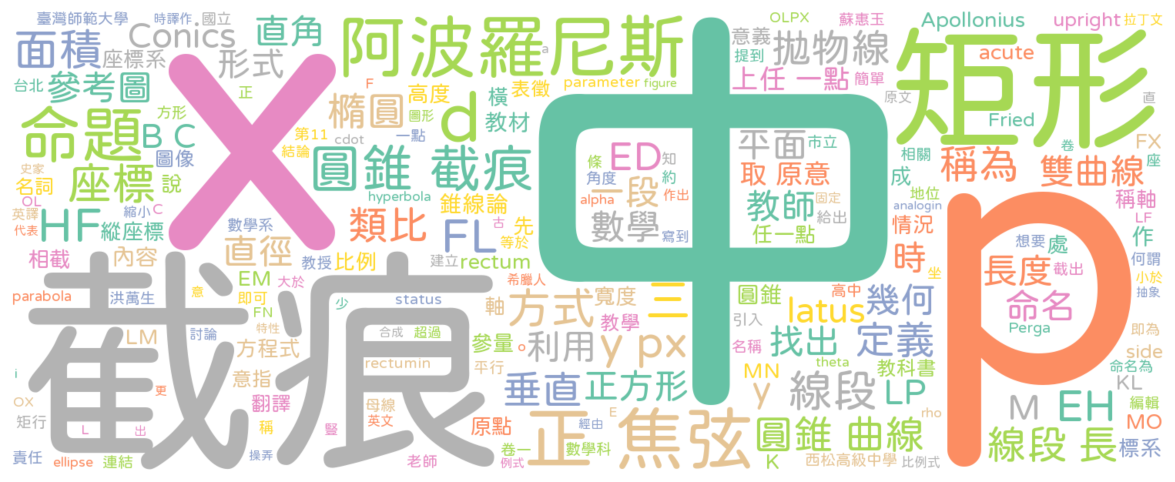 臺灣師範大學 時譯作 國立 直角 阿波羅尼斯 OLPX 蘇惠玉 Apollonius upright 拉丁文
面積 Conics 座標系 形式 a 意義 提到 拋物線 acute 矩形
台北 參考圖 F 高度 表徵 parameter figure 上任 一點 簡單
方形 正 橢圓 圖形 橫 教材 原文 Fried 直
命題 B C 圖像 第11 結論 cdot 一點 d 平面 市立 卷 FX
史家 座標 說 圓錐 截痕 條 ED 知 取 原意 相關 稱為 雙曲線 座
名詞 OL C 角度 一段 約 成 地位 稱軸
英譯 代表 縮小 hyperbola 錐線論 古 先 alpha 作出 教師 固定 analogin LF
HF 縱座標 數學系 類比 FL 等於 數學 寫到 任一點 給出 情況 作
x 中 p
相截 內容 直徑 教授 比例 建立 rectum 時 想要 處 何謂
parabola 洪萬生 意 即可 大於 EM 希臘人 圓錐 高中 幾何 長度 截出 小於 坐 抽象
LM FN 少 status 軸 方式 寬度 三 latus 命名
討論 特性 合成 超過 參量 o 教學 引入 找出 定義 Perga 即為
截痕 方程式 rectumin 平行 利用 y px 名稱 theta 教科書 side
i 意指 命名為
OX 更 翻譯 母線 垂直 正方形 MN y 線段 LP KL
矩行 L 出 稱 豎 英文 原點 E 經由 rho M EH MO 編輯
責任 ellipse 連結 操弄 老師 卷一 例式 數學科 正 焦弦 K 圓錐 曲線 西松高級中學 比例式 線段 長 標系